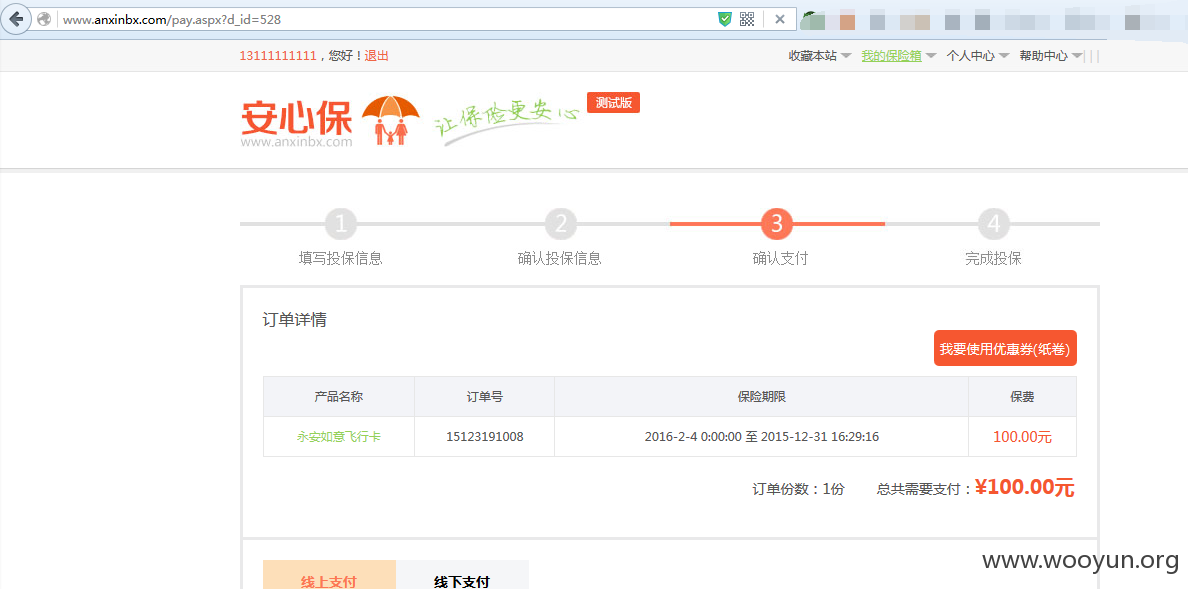 www.anxinbx.com/pay.aspx?d_id=528
13111111111，您好！退出
收藏本站 我的保险箱 个人中心 帮助中心
安心保
www.anxinbx.com
让保险更安心
测试版
1 2 3 4
填写投保信息 确认投保信息 确认支付 完成投保
订单详情
我要使用优惠券(纸卷)
产品名称 订单号 保险期限 保费
永安如意飞行卡 15123191008 2016-2-4 0:00:00 至 2015-12-31 16:29:16 100.00元
订单份数：1份 总共需要支付：¥100.00元
线上支付 线下支付
www.wooyun.org